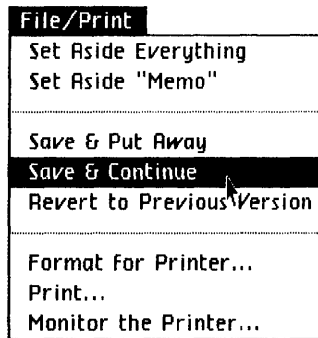 File/Print
Set Aside Everything
Set Aside "Memo"
Save & Put Away
Save & Continue
Revert to Previous Version
Format for Printer...
Print...
Monitor the Printer...